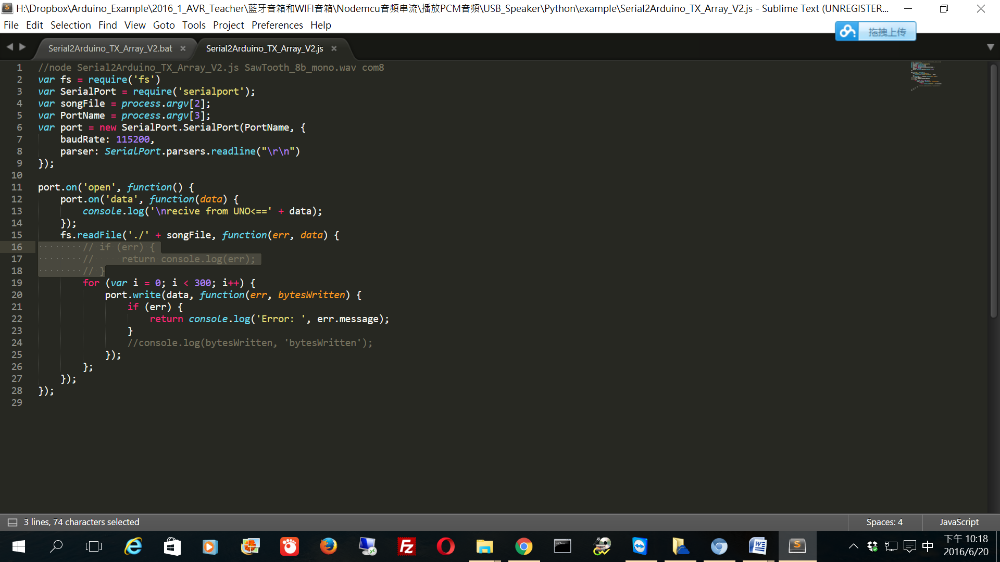 H:\Dropbox\Arduino_Example\2016_1_AVR_Teacher\藍牙音箱和WIFI音箱\Nodemcu音頻串流\播放PCM音頻\USB_Speaker\Python\example\Serial2Arduino_TX_Array_V2.js - Sublime Text (UNREGISTER...
File Edit Selection Find View Goto Tools Project Preferences Help
拖拽上传
Serial2Arduino_TX_Array_V2.bat × Serial2Arduino_TX_Array_V2.js ×
1 //node Serial2Arduino_TX_Array_V2.js SawTooth_8b_mono.wav com8
2 var fs = require('fs')
3 var SerialPort = require('serialport');
4 var songFile = process.argv[2];
5 var PortName = process.argv[3];
6 var port = new SerialPort.SerialPort(PortName, {
7     baudRate: 115200,
8     parser: SerialPort.parsers.readline("\r\n")
9 });
10
11 port.on('open', function() {
12     port.on('data', function(data) {
13         console.log('\nrecive from UNO<==' + data);
14     });
15     fs.readFile('./' + songFile, function(err, data) {
16         // if (err) {
17         //     return console.log(err);
18         // }
19         for (var i = 0; i < 300; i++) {
20             port.write(data, function(err, bytesWritten) {
21                 if (err) {
22                     return console.log('Error: ', err.message);
23                 }
24                 //console.log(bytesWritten, 'bytesWritten');
25             });
26         };
27     });
28 });
29
3 lines, 74 characters selected Spaces: 4 JavaScript
中 下午 10:18
2016/6/20